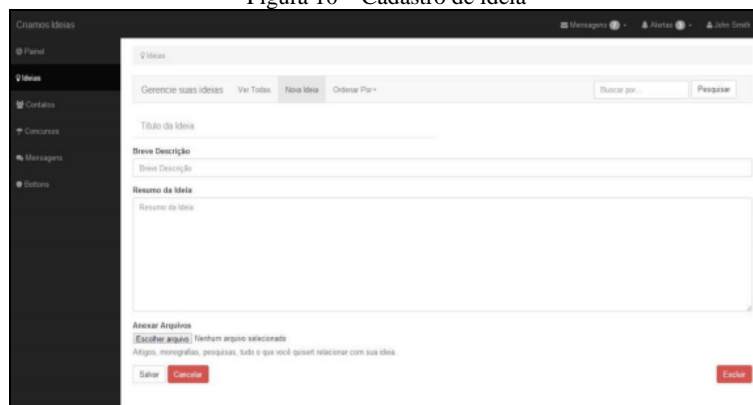 Figura 16 – Cadastro de Ideia
Criamos Ideias
Mensagens 2
Alertas 3
John Smith
Painel
Ideias
Contatos
Concursos
Mensagens
Bottons
Ideias
Gerencie suas ideias Ver Todas Nova Ideia Ordenar Por
Buscar por... Pesquisar
Título da Ideia
Breve Descrição
Breve Descrição
Resumo da Ideia
Resumo da Ideia
Anexar Arquivos
Escolher arquivo Nenhum arquivo selecionado
Artigos, monografias, pesquisas, tudo o que você quisert relacionar com sua ideia.
Salvar Cancelar Excluir